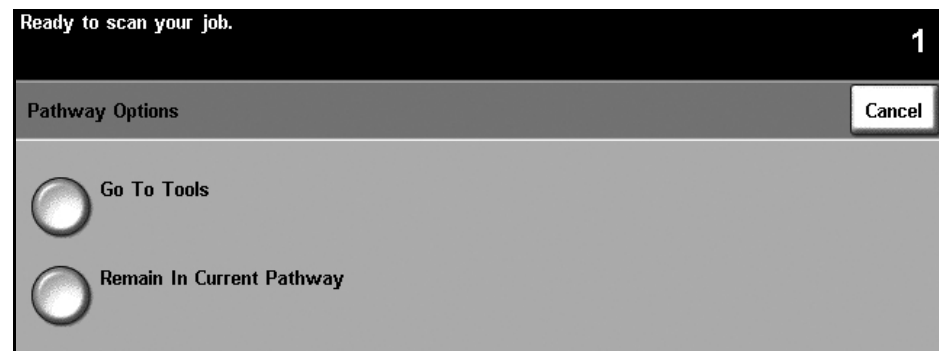 Ready to scan your job.
1
Pathway Options
Cancel
Go To Tools
Remain In Current Pathway